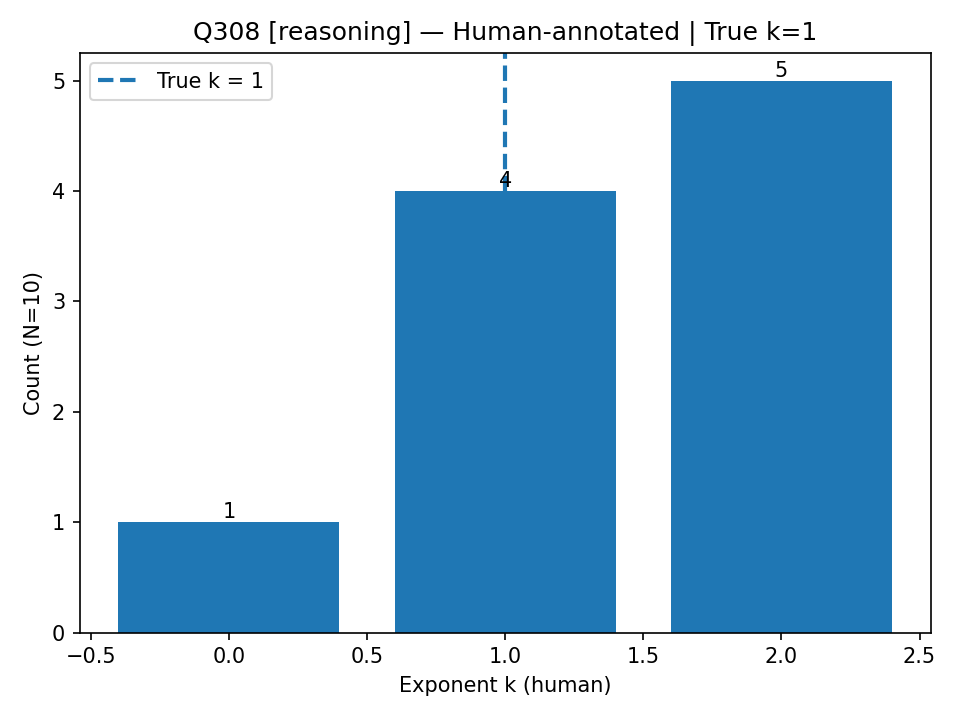 Q308 [reasoning] — Human-annotated | True k=1
True k = 1
5
4
1
5
4
3
2
1
0
Count (N=10)
−0.5 0.0 0.5 1.0 1.5 2.0 2.5
Exponent k (human)